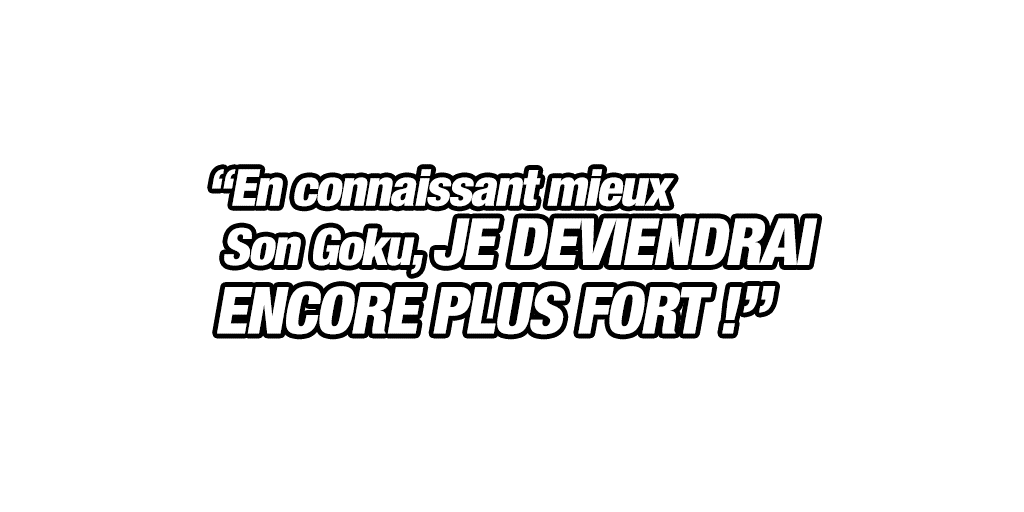 “En connaissant mieux
Son Goku, JE DEVIENDRAI
ENCORE PLUS FORT !”